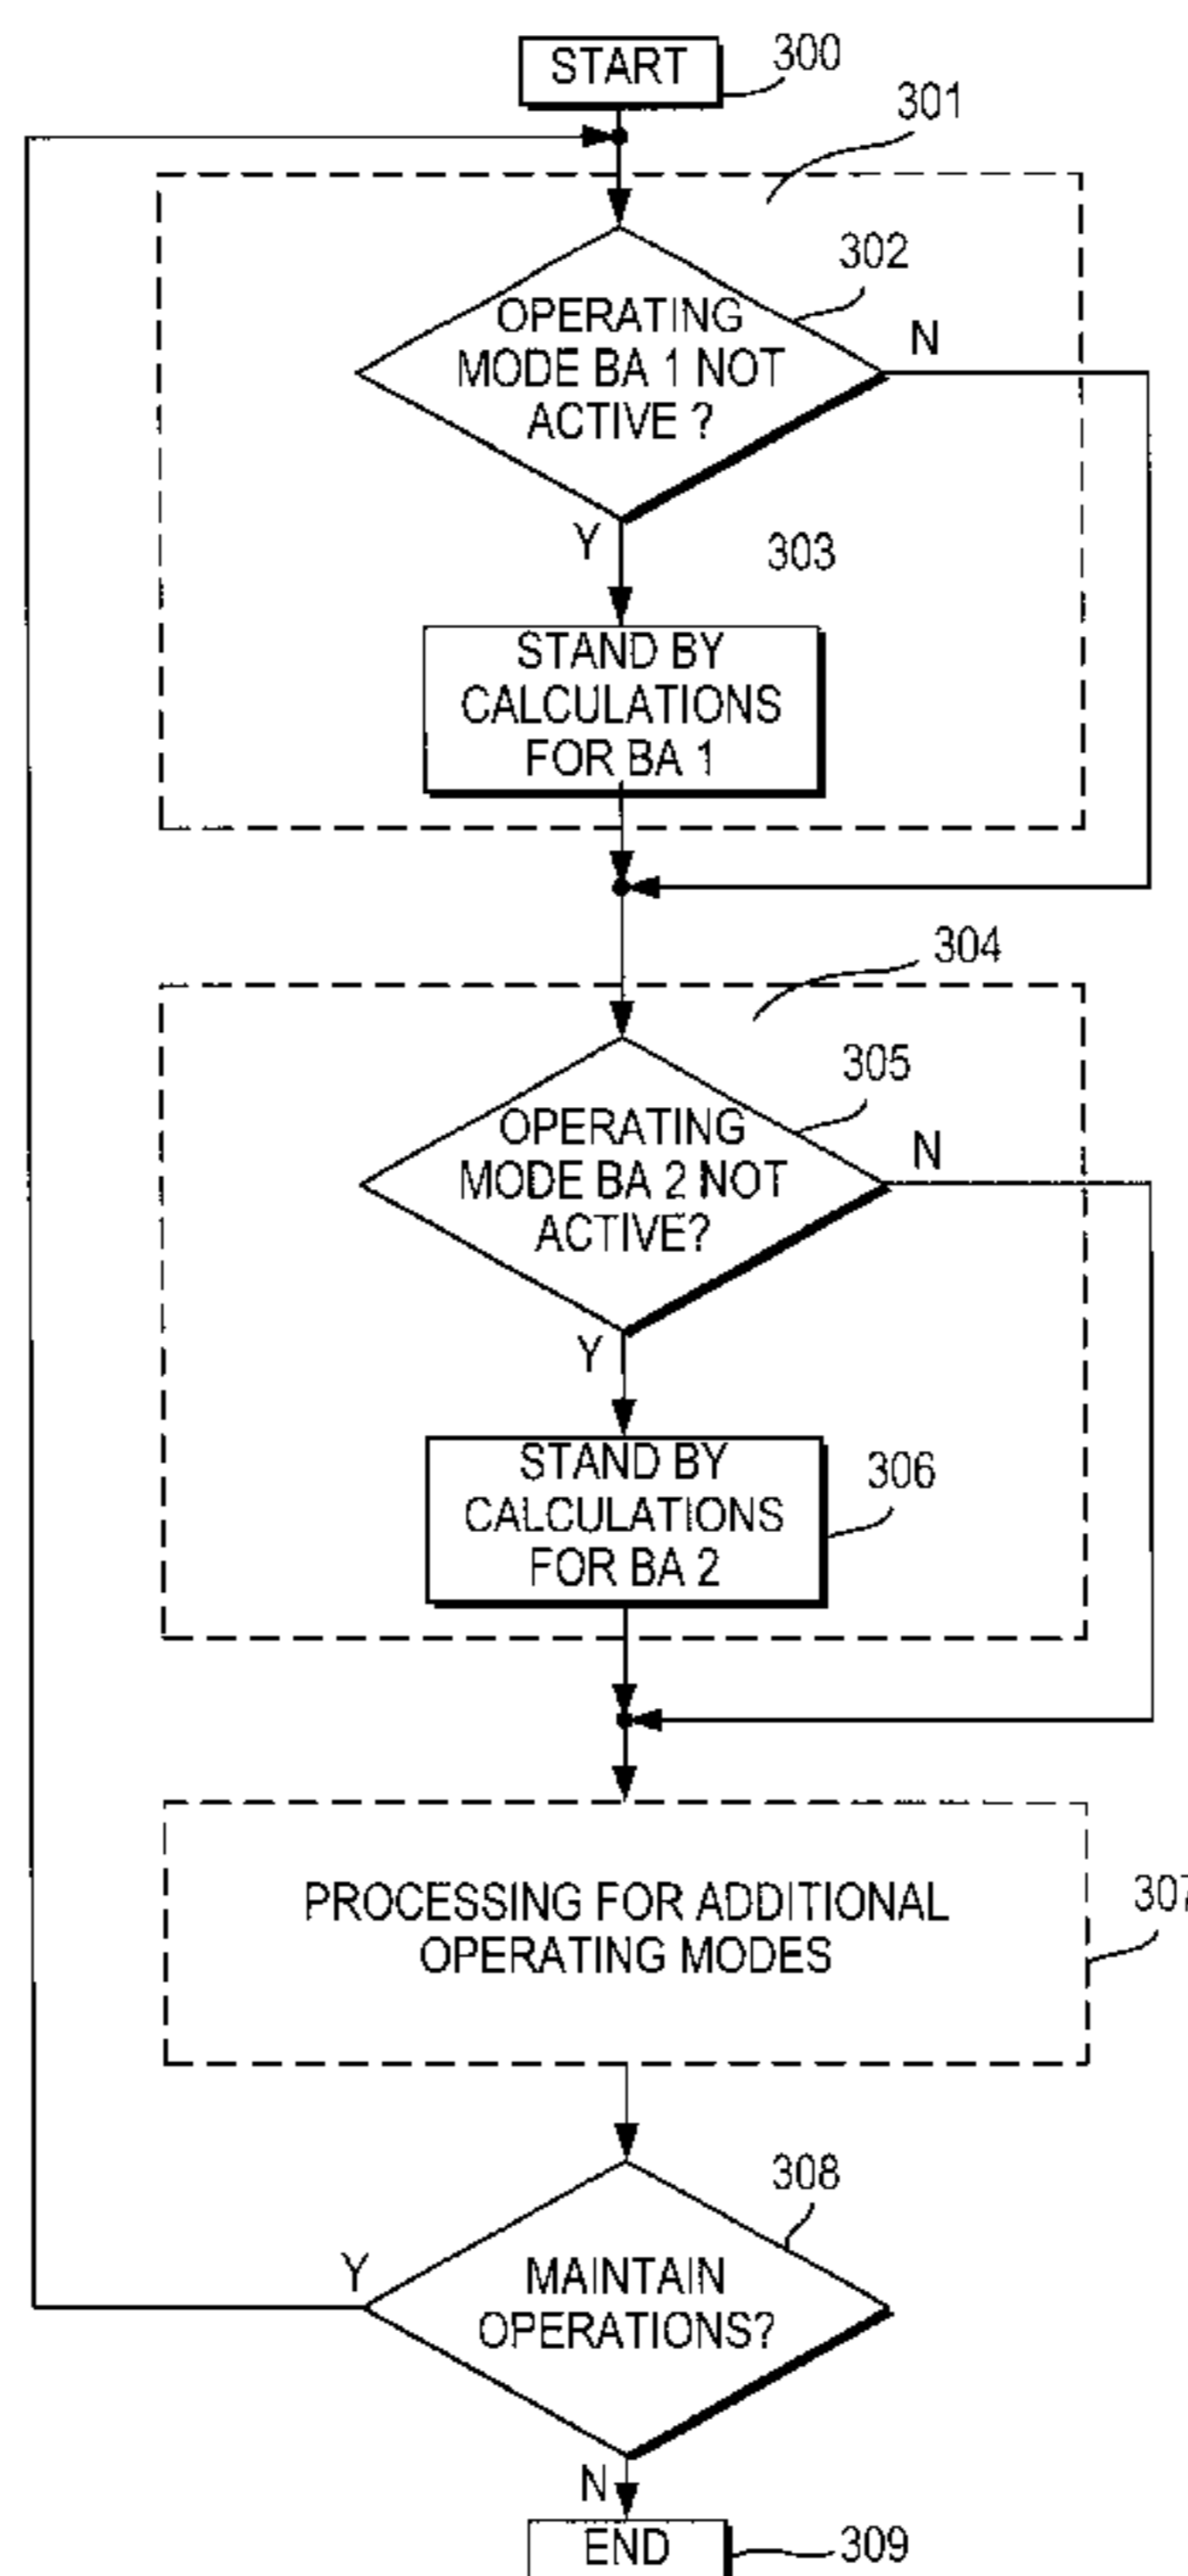 START
300
301
302
OPERATING
MODE BA 1 NOT
ACTIVE ?
N
Y
303
STAND BY
CALCULATIONS
FOR BA 1
304
305
OPERATING
MODE BA 2 NOT
ACTIVE?
N
Y
STAND BY
CALCULATIONS
FOR BA 2
306
PROCESSING FOR ADDITIONAL
OPERATING MODES
307
308
Y
MAINTAIN
OPERATIONS?
N
END
309